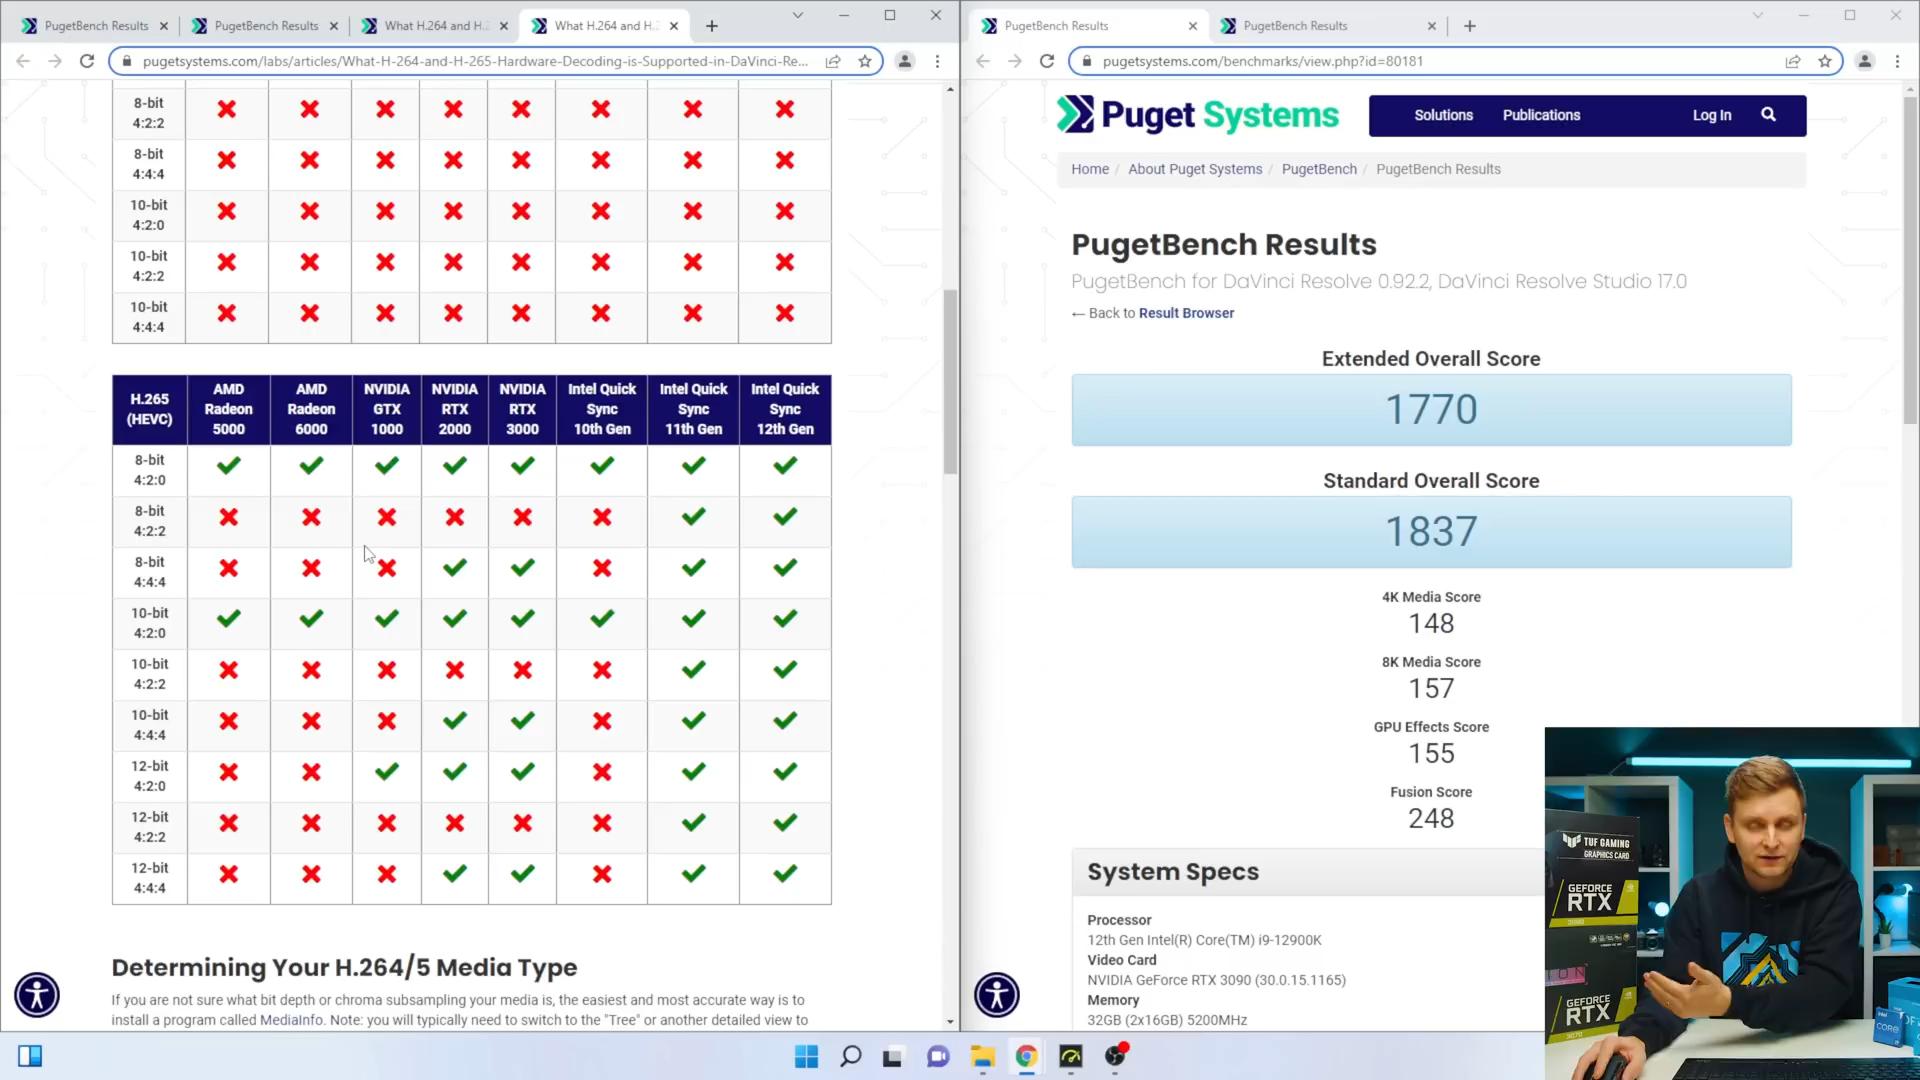 PugetBench Results
PugetBench Results
What H.264 and H.
What H.264 and H.
pugetsystems.com/labs/articles/What-H-264-and-H-265-Hardware-Decoding-is-Supported-in-DaVinci-Re...
8-bit
4:2:2
8-bit
4:4:4
10-bit
4:2:0
10-bit
4:2:2
10-bit
4:4:4
H.265
(HEVC)
AMD
Radeon
5000
AMD
Radeon
6000
NVIDIA
GTX
1000
NVIDIA
RTX
2000
NVIDIA
RTX
3000
Intel Quick
Sync
10th Gen
Intel Quick
Sync
11th Gen
Intel Quick
Sync
12th Gen
8-bit
4:2:0
8-bit
4:2:2
8-bit
4:4:4
10-bit
4:2:0
10-bit
4:2:2
10-bit
4:4:4
12-bit
4:2:0
12-bit
4:2:2
12-bit
4:4:4
Determining Your H.264/5 Media Type
If you are not sure what bit depth or chroma subsampling your media is, the easiest and most accurate way is to
install a program called MediaInfo. Note: you will typically need to switch to the "Tree" or another detailed view to
PugetBench Results
PugetBench Results
pugetsystems.com/benchmarks/view.php?id=80181
Puget Systems
Solutions
Publications
Log In
Home / About Puget Systems / PugetBench / PugetBench Results
PugetBench Results
PugetBench for DaVinci Resolve 0.92.2, DaVinci Resolve Studio 17.0
← Back to Result Browser
Extended Overall Score
1770
Standard Overall Score
1837
4K Media Score
148
8K Media Score
157
GPU Effects Score
155
Fusion Score
248
System Specs
Processor
12th Gen Intel(R) Core(TM) i9-12900K
Video Card
NVIDIA GeForce RTX 3090 (30.0.15.1165)
Memory
32GB (2x16GB) 5200MHz
TUF GAMING
GRAPHICS CARD
GEFORCE
RTX
GEFORCE
RTX
intel
CORE